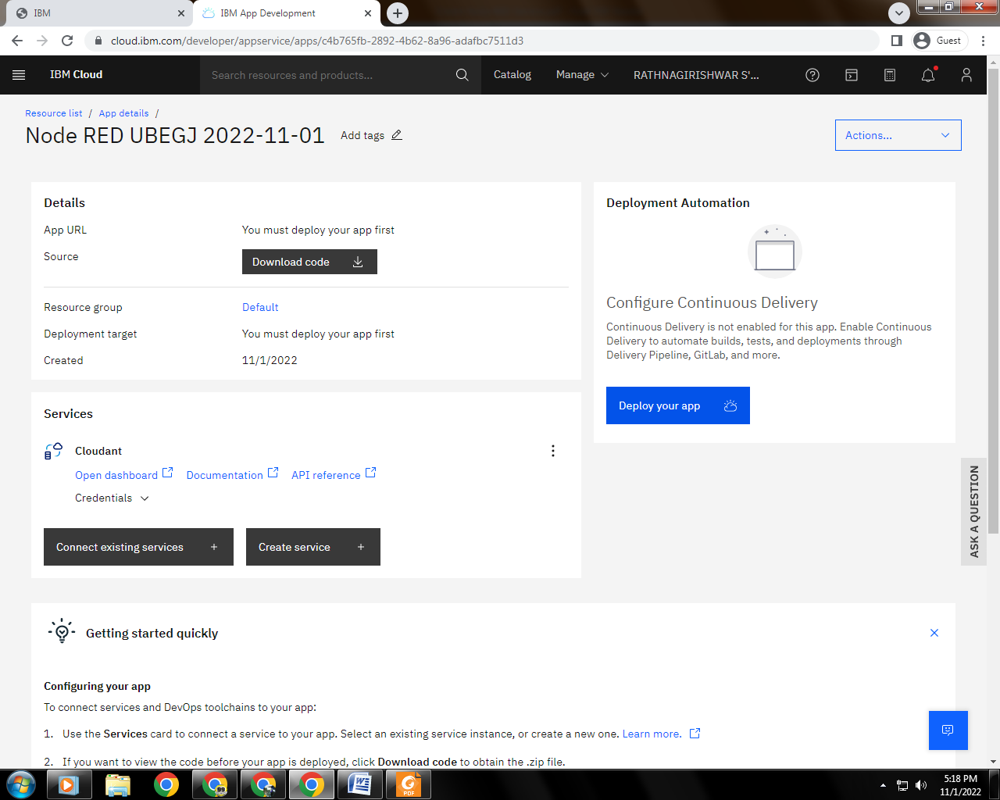 IBM
IBM App Development
cloud.ibm.com/developer/appservice/apps/c4b765fb-2892-4b62-8a96-adafbc7511d3
Guest
IBM Cloud
Search resources and products...
Catalog
Manage
RATHNAGIRISHWAR S'...
Resource list / App details /
Node RED UBEGJ 2022-11-01
Add tags
Actions...
Details
App URL
You must deploy your app first
Source
Download code
Resource group
Default
Deployment target
You must deploy your app first
Created
11/1/2022
Deployment Automation
Configure Continuous Delivery
Continuous Delivery is not enabled for this app. Enable Continuous
Delivery to automate builds, tests, and deployments through
Delivery Pipeline, GitLab, and more.
Deploy your app
Services
Cloudant
Open dashboard
Documentation
API reference
Credentials
Connect existing services +
Create service +
ASK A QUESTION
Getting started quickly
Configuring your app
To connect services and DevOps toolchains to your app:
1. Use the Services card to connect a service to your app. Select an existing service instance, or create a new one. Learn more.
2. If you want to view the code before your app is deployed, click Download code to obtain the .zip file.
99
PDF
5:18 PM
11/1/2022